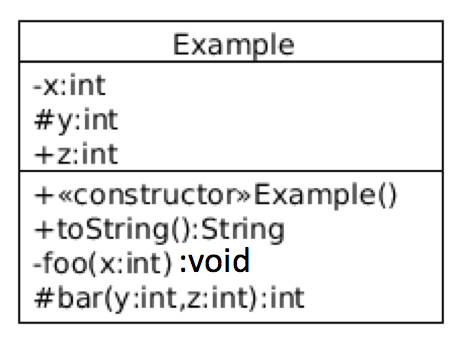 Example
-x:int
#y:int
+z:int
+«constructor»Example()
+toString():String
-foo(x:int) :void
#bar(y:int,z:int):int